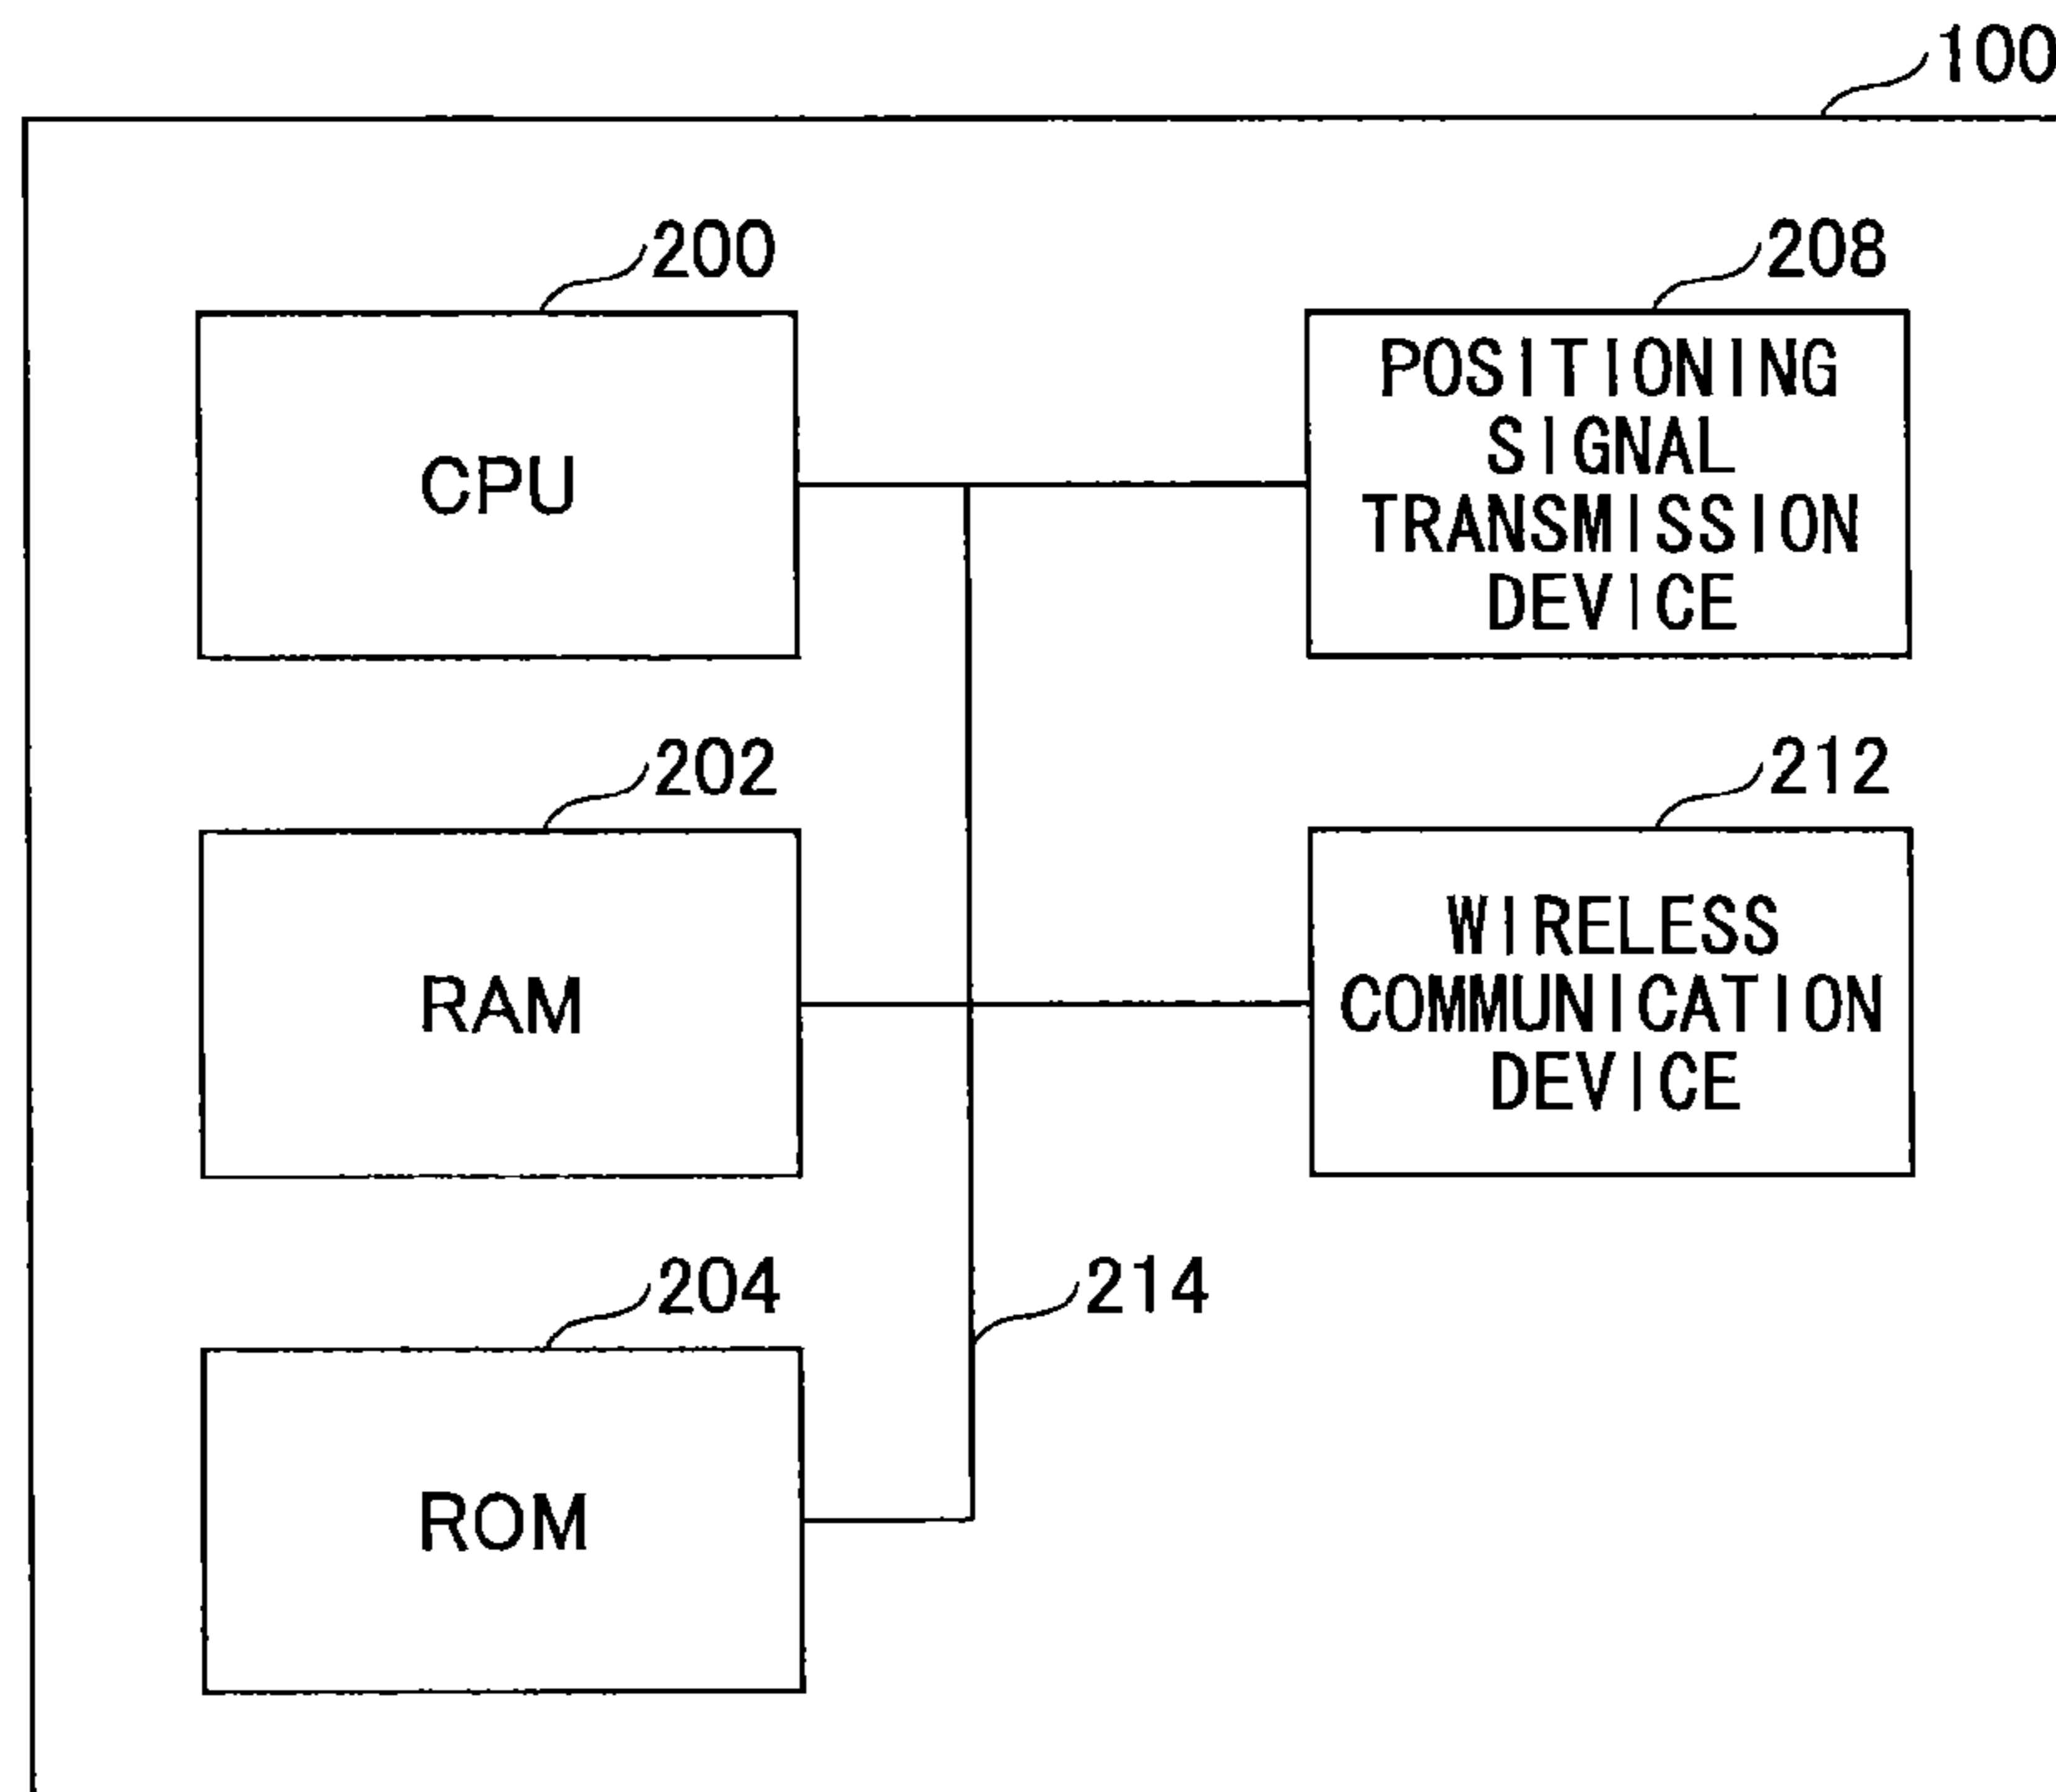 100
200
208
CPU
POSITIONING
SIGNAL
TRANSMISSION
DEVICE
202
212
RAM
WIRELESS
COMMUNICATION
DEVICE
204
214
ROM